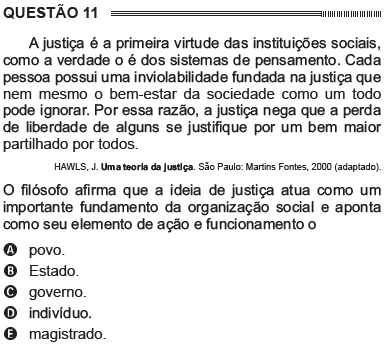 QUESTÃO 11
A justiça é a primeira virtude das instituições sociais,
como a verdade o é dos sistemas de pensamento. Cada
pessoa possui uma inviolabilidade fundada na justiça que
nem mesmo o bem-estar da sociedade como um todo
pode ignorar. Por essa razão, a justiça nega que a perda
de liberdade de alguns se justifique por um bem maior
partilhado por todos.
HAWLS, J. Uma teoria da justiça. São Paulo: Martins Fontes, 2000 (adaptado).
O filósofo afirma que a ideia de justiça atua como um
importante fundamento da organização social e aponta
como seu elemento de ação e funcionamento o
A povo.
B Estado.
C governo.
D indivíduo.
E magistrado.